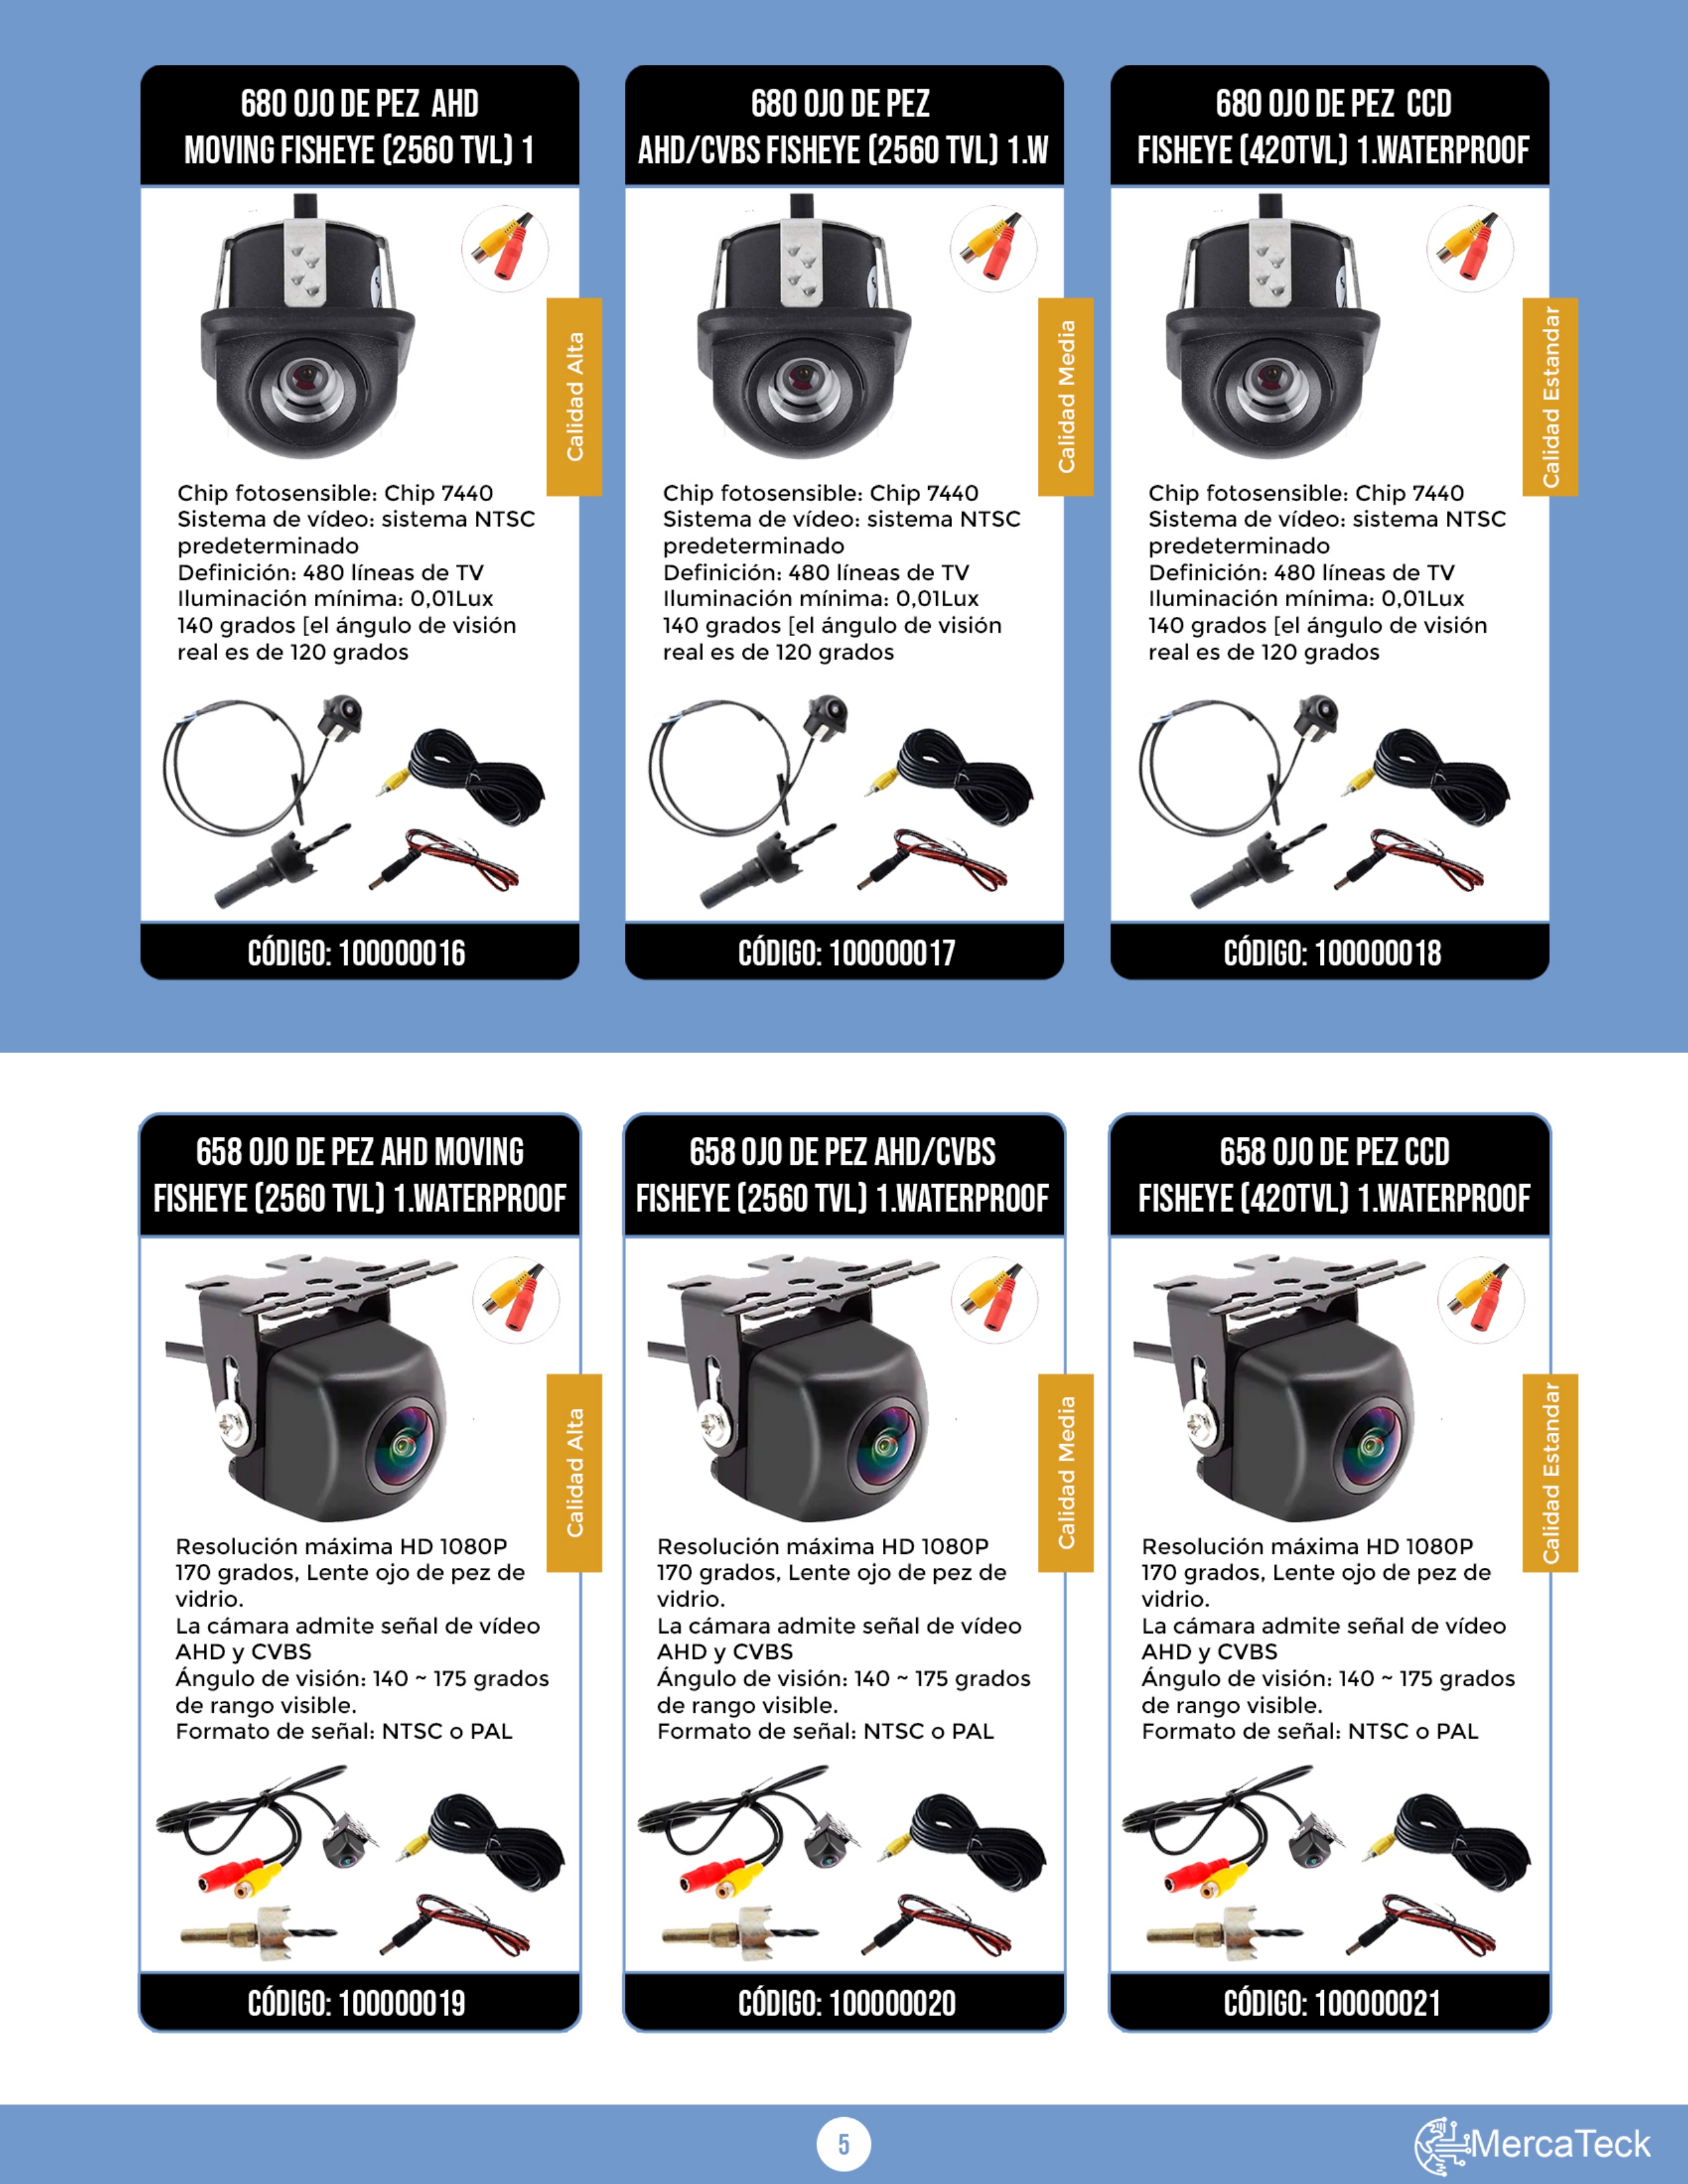 680 OJO DE PEZ AHD
MOVING FISHEYE (2560 TVL) 1
Calidad Alta
Chip fotosensible: Chip 7440
Sistema de vídeo: sistema NTSC
predeterminado
Definición: 480 líneas de TV
Iluminación mínima: 0,01Lux
140 grados [el ángulo de visión
real es de 120 grados
CÓDIGO: 100000016
680 OJO DE PEZ
AHD/CVBS FISHEYE (2560 TVL) 1.W
Calidad Media
Chip fotosensible: Chip 7440
Sistema de vídeo: sistema NTSC
predeterminado
Definición: 480 líneas de TV
Iluminación mínima: 0,01Lux
140 grados [el ángulo de visión
real es de 120 grados
CÓDIGO: 100000017
680 OJO DE PEZ CCD
FISHEYE (420TVL) 1.WATERPROOF
Calidad Estandar
Chip fotosensible: Chip 7440
Sistema de vídeo: sistema NTSC
predeterminado
Definición: 480 líneas de TV
Iluminación mínima: 0,01Lux
140 grados [el ángulo de visión
real es de 120 grados
CÓDIGO: 100000018
658 OJO DE PEZ AHD MOVING
FISHEYE (2560 TVL) 1.WATERPROOF
Calidad Alta
Resolución máxima HD 1080P
170 grados, Lente ojo de pez de
vidrio.
La cámara admite señal de vídeo
AHD y CVBS
Ángulo de visión: 140 ~ 175 grados
de rango visible.
Formato de señal: NTSC o PAL
CÓDIGO: 100000019
658 OJO DE PEZ AHD/CVBS
FISHEYE (2560 TVL) 1.WATERPROOF
Calidad Media
Resolución máxima HD 1080P
170 grados, Lente ojo de pez de
vidrio.
La cámara admite señal de vídeo
AHD y CVBS
Ángulo de visión: 140 ~ 175 grados
de rango visible.
Formato de señal: NTSC o PAL
CÓDIGO: 100000020
658 OJO DE PEZ CCD
FISHEYE (420TVL) 1.WATERPROOF
Calidad Estandar
Resolución máxima HD 1080P
170 grados, Lente ojo de pez de
vidrio.
La cámara admite señal de vídeo
AHD y CVBS
Ángulo de visión: 140 ~ 175 grados
de rango visible.
Formato de señal: NTSC o PAL
CÓDIGO: 100000021
5
MercaTeck